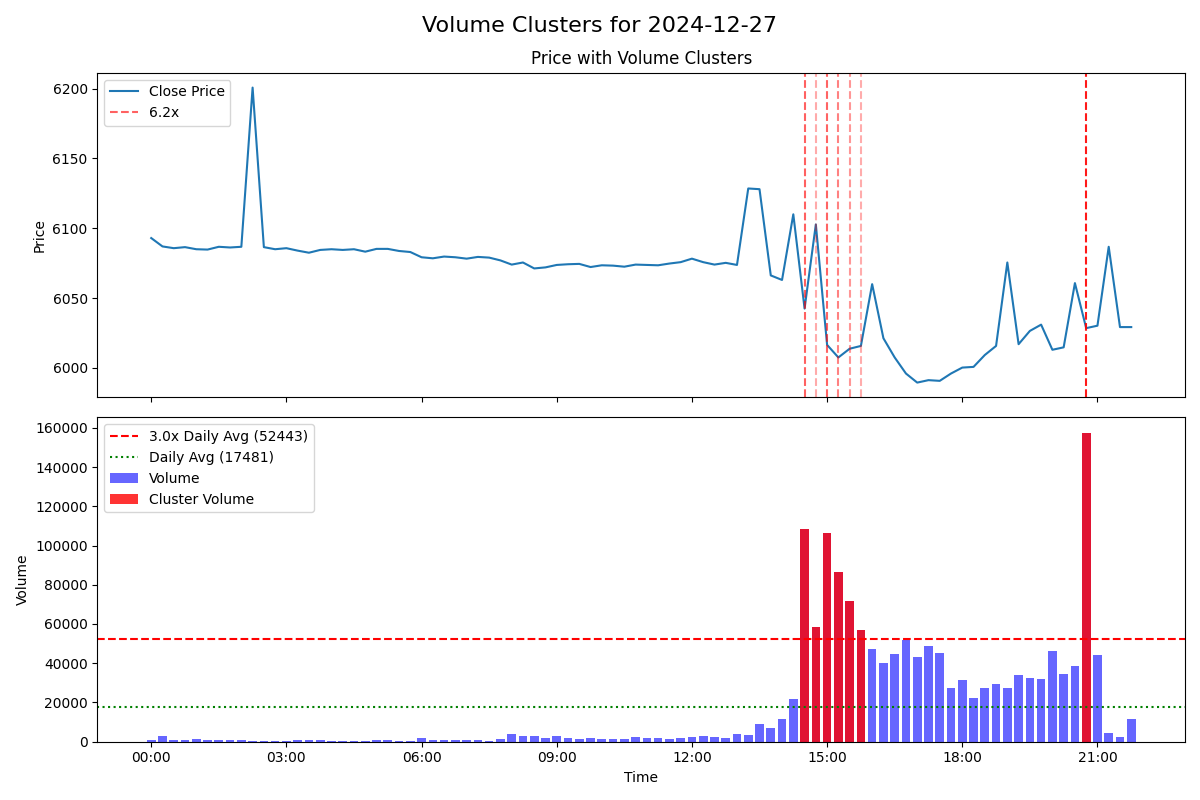 Volume Clusters for 2024-12-27
Price with Volume Clusters
Close Price
6.2x
6200
6150
6100
6050
6000
Price
3.0x Daily Avg (52443)
Daily Avg (17481)
Volume
Cluster Volume
160000
140000
120000
100000
80000
60000
40000
20000
0
Volume
00:00 03:00 06:00 09:00 12:00 15:00 18:00 21:00
Time